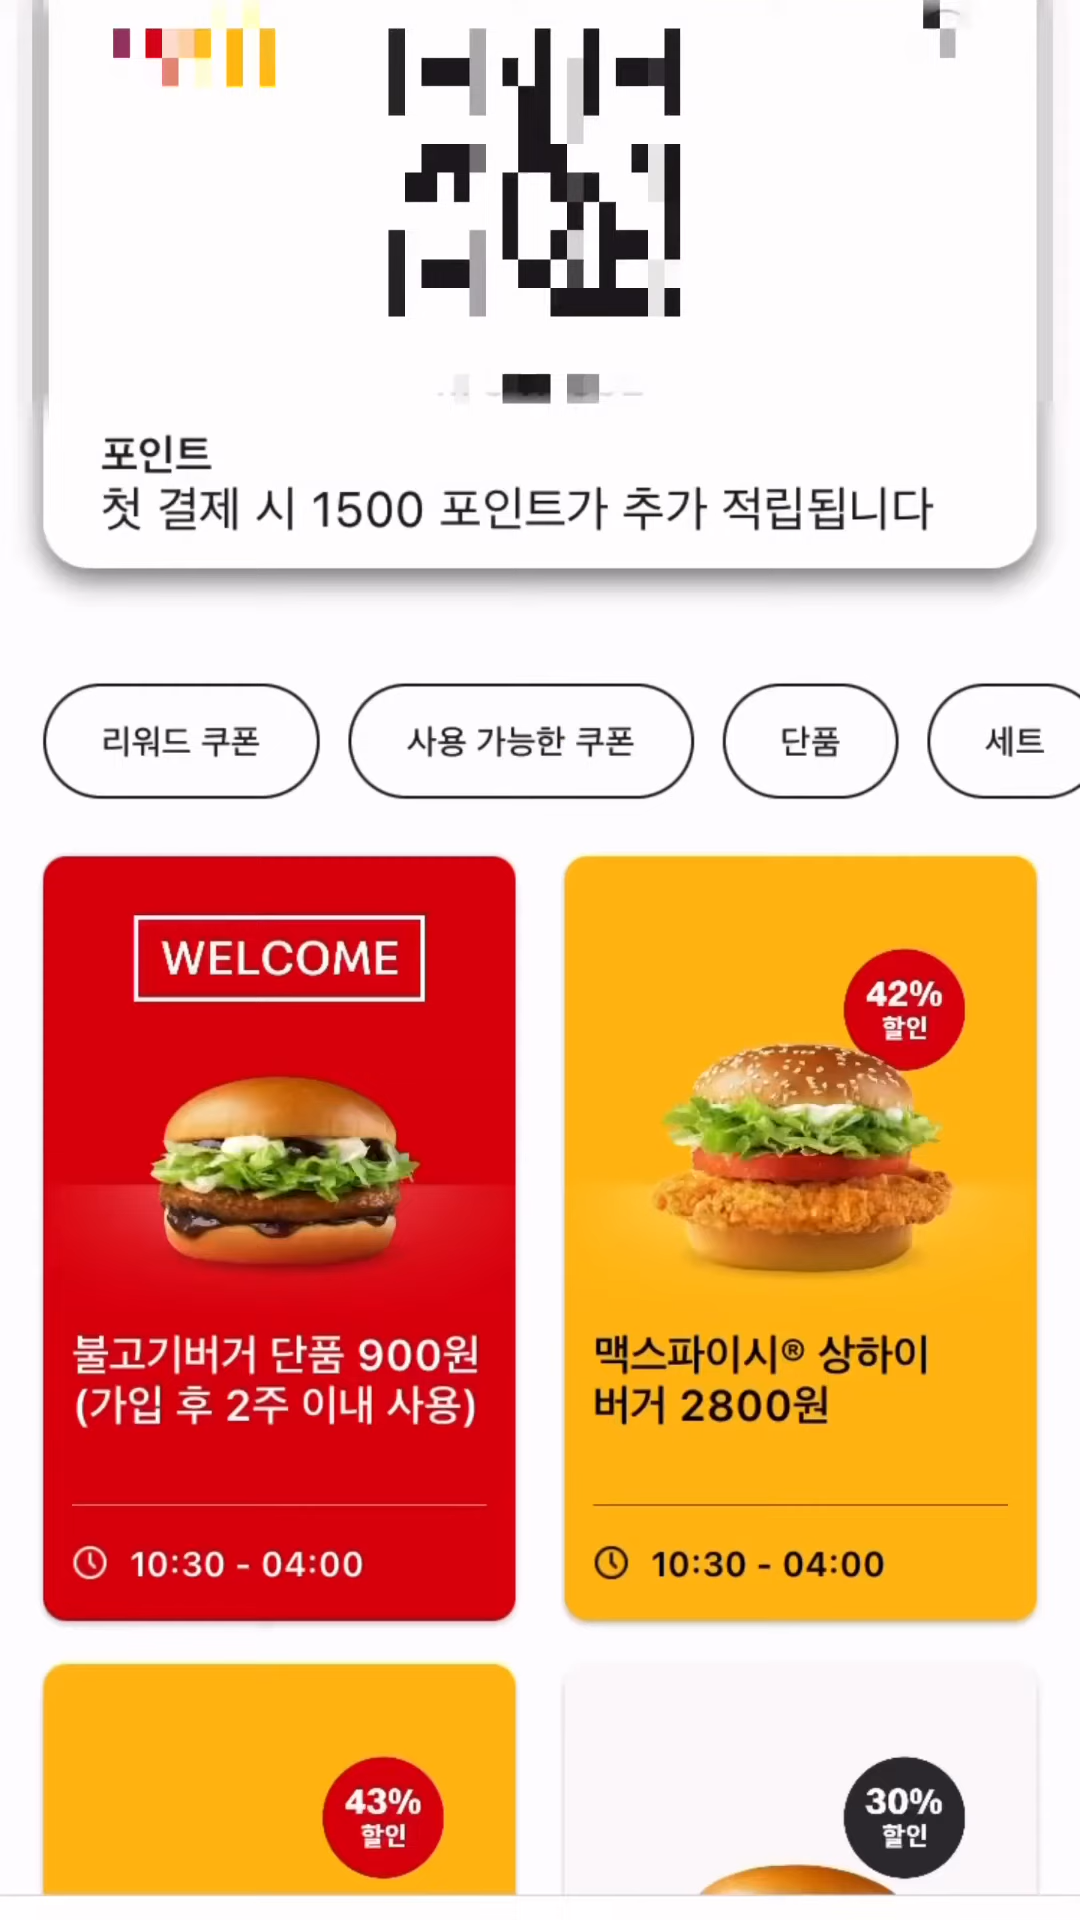 포인트
첫 결제 시 1500 포인트가 추가 적립됩니다
리워드 쿠폰
사용 가능한 쿠폰
단품
세트
WELCOME
불고기버거 단품 900원
(가입 후 2주 이내 사용)
10:30 - 04:00
42%
할인
맥스파이시® 상하이
버거 2800원
10:30 - 04:00
43%
할인
30%
할인